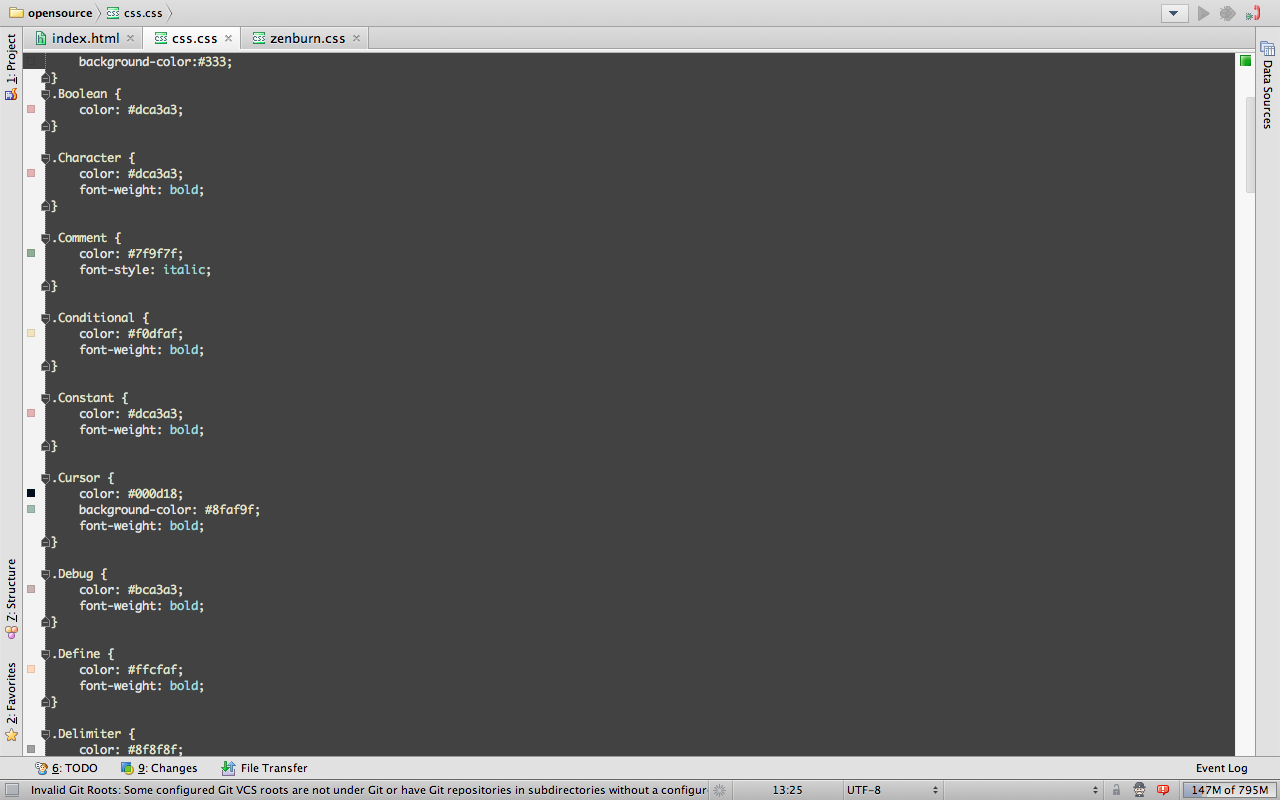 opensource css.css
index.html css.css zenburn.css
1: Project
Z: Structure
2: Favorites
background-color:#333;
}
.Boolean {
color: #dca3a3;
}
.Character {
color: #dca3a3;
font-weight: bold;
}
.Comment {
color: #7f9f7f;
font-style: italic;
}
.Conditional {
color: #f0dfaf;
font-weight: bold;
}
.Constant {
color: #dca3a3;
font-weight: bold;
}
.Cursor {
color: #000d18;
background-color: #8faf9f;
font-weight: bold;
}
.Debug {
color: #bca3a3;
font-weight: bold;
}
.Define {
color: #ffcfaf;
font-weight: bold;
}
.Delimiter {
color: #8f8f8f;
Data Sources
6: TODO 9: Changes File Transfer Event Log
Invalid Git Roots: Some configured Git VCS roots are not under Git or have Git repositories in subdirectories without a configur 13:25 UTF-8 147M of 795M